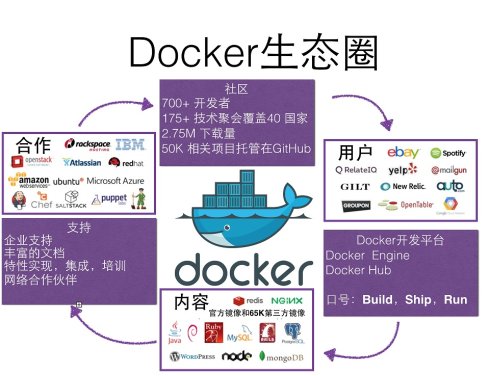 Docker生态圈
社区
700+ 开发者
175+ 技术聚会覆盖40 国家
2.75M 下载量
50K 相关项目托管在GitHub
合作
rackspace
HOSTING
IBM
openstack
Atlassian
redhat
amazon
webservices
ubuntu
Microsoft Azure
Chef
SALTSTACK
puppet
labs
用户
ebay
Spotify
RelateIQ
yelp
@mailgun
GILT
New Relic.
auto
GROUPON
OpenTable
支持
企业支持
丰富的文档
特性实现，集成，培训
网络合作伙伴
docker
Docker开发平台
Docker Engine
Docker Hub
口号：Build，Ship，Run
内容
redis
NGINX
官方镜像和65K第三方镜像
Java
Ruby
MySQL
PostgreSQL
WORDPRESS
node
mongoDB